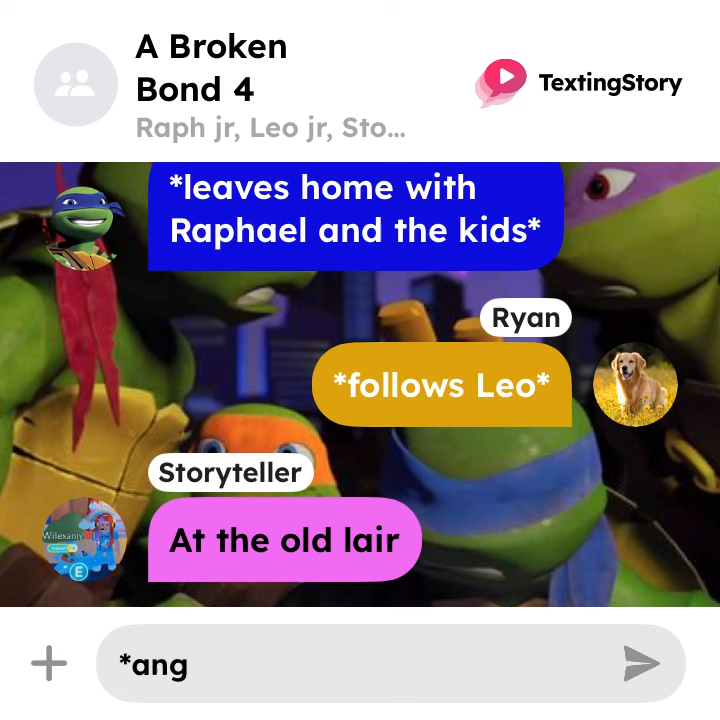 A Broken
Bond 4
Raph jr, Leo jr, Sto...
TextingStory
*leaves home with
Raphael and the kids*
Ryan
*follows Leo*
Storyteller
At the old lair
Wilexanry
E
*ang